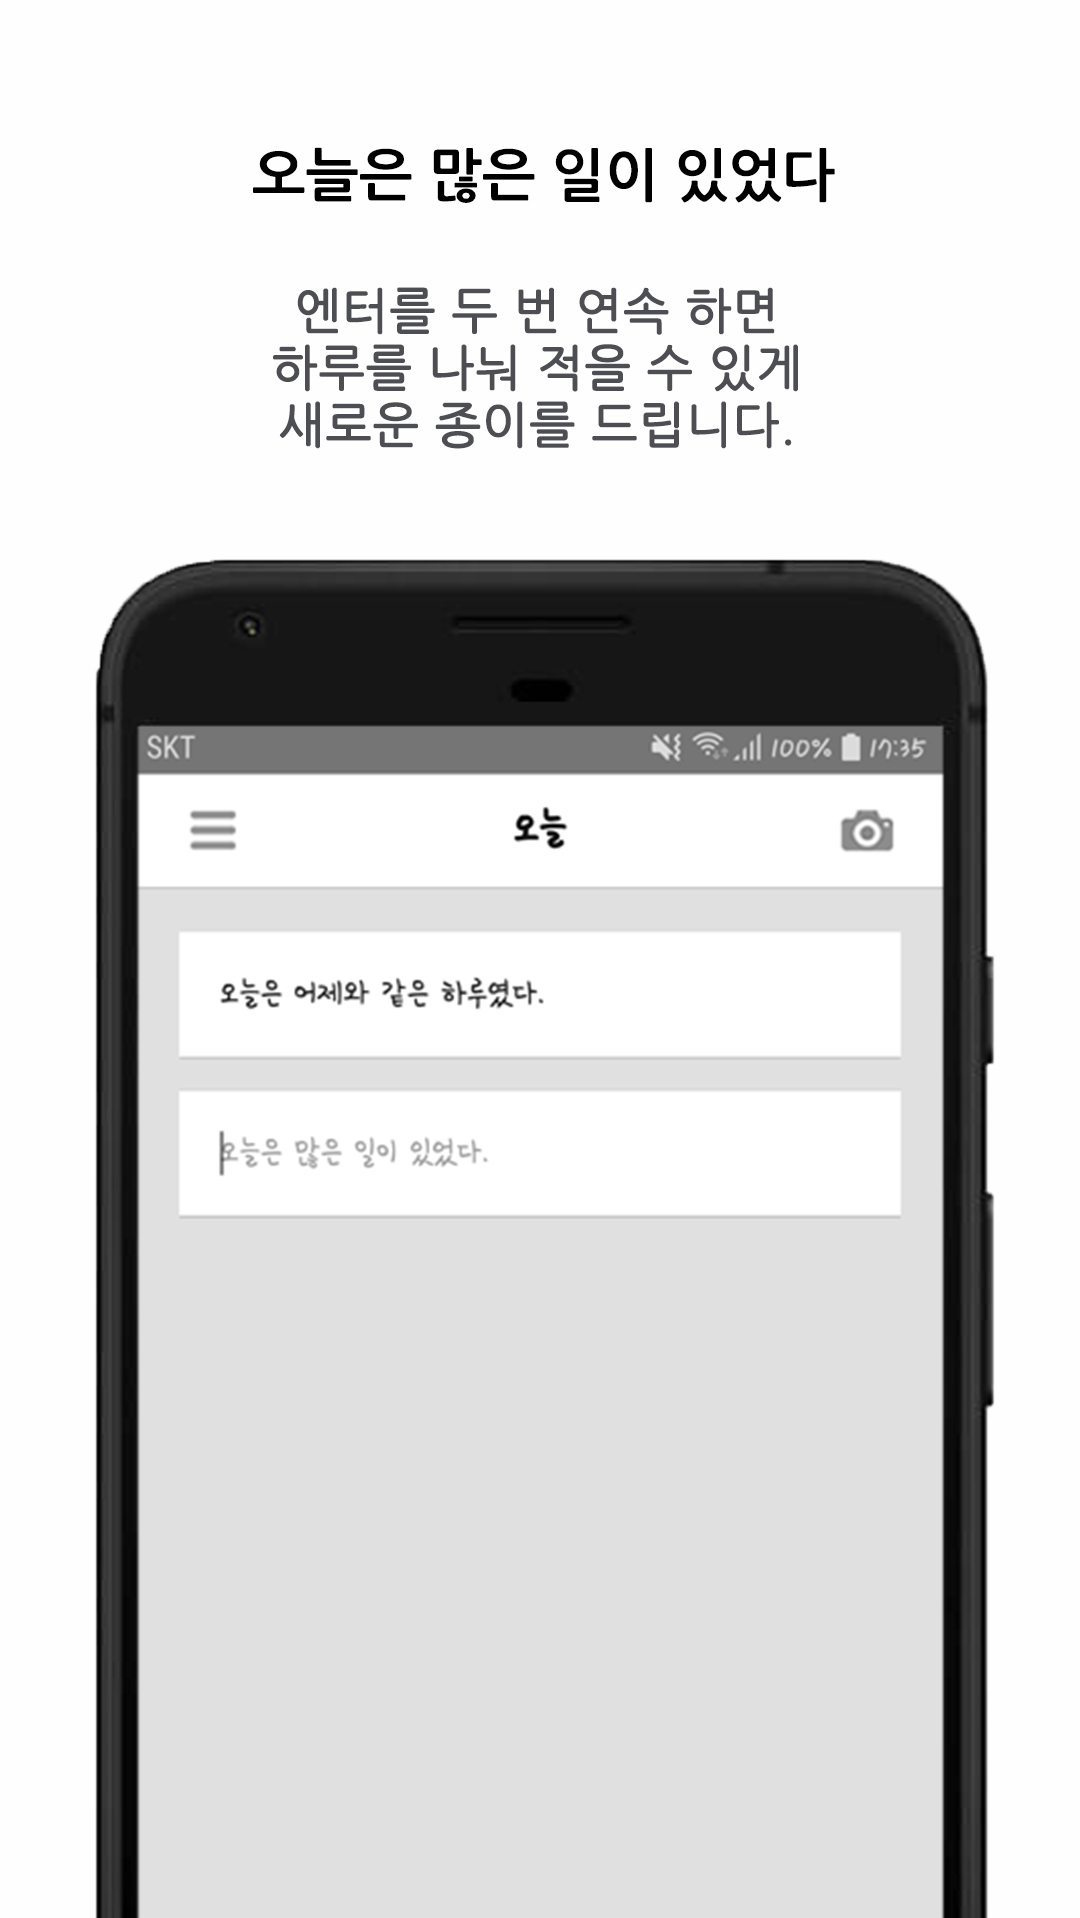 오늘은 많은 일이 있었다
엔터를 두 번 연속 하면
하루를 나눠 적을 수 있게
새로운 종이를 드립니다.
SKT 100% 17:35
오늘
오늘은 어제와 같은 하루였다.
오늘은 많은 일이 있었다.